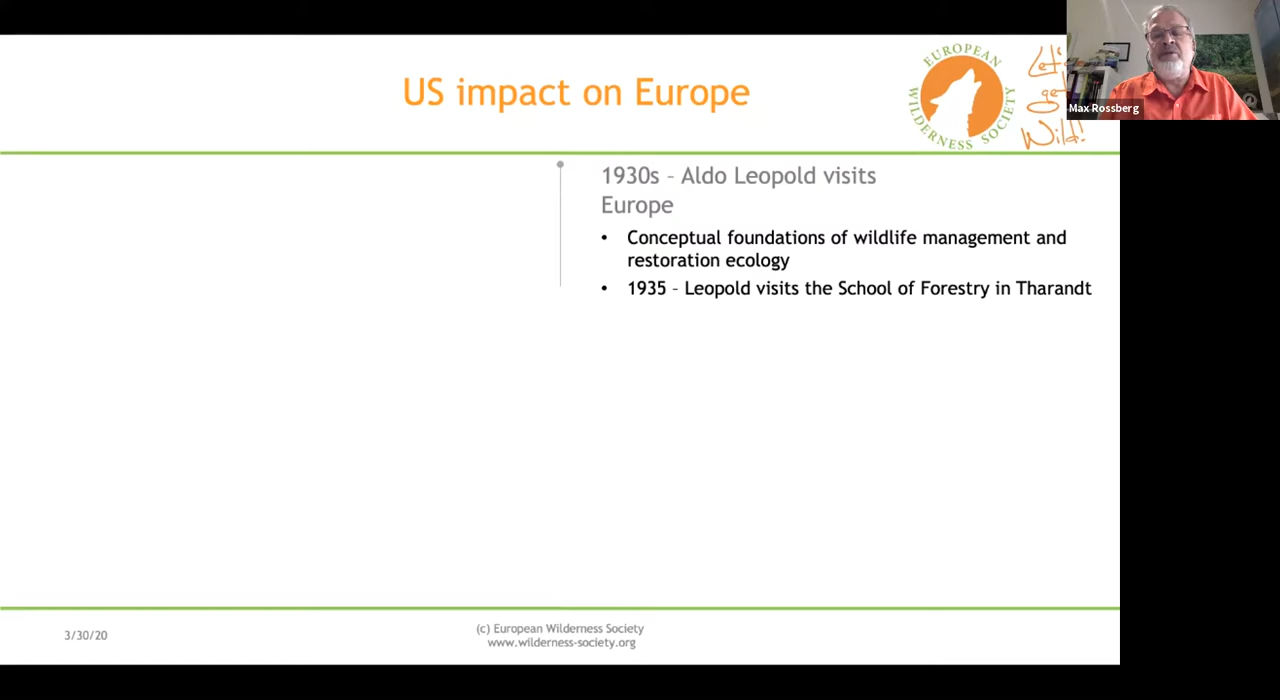 US impact on Europe
EUROPEAN
WILDERNESS SOCIETY
Let's
get
Wild!
Max Rossberg
1930s – Aldo Leopold visits
Europe
• Conceptual foundations of wildlife management and
restoration ecology
• 1935 – Leopold visits the School of Forestry in Tharandt
3/30/20
(c) European Wilderness Society
www.wilderness-society.org